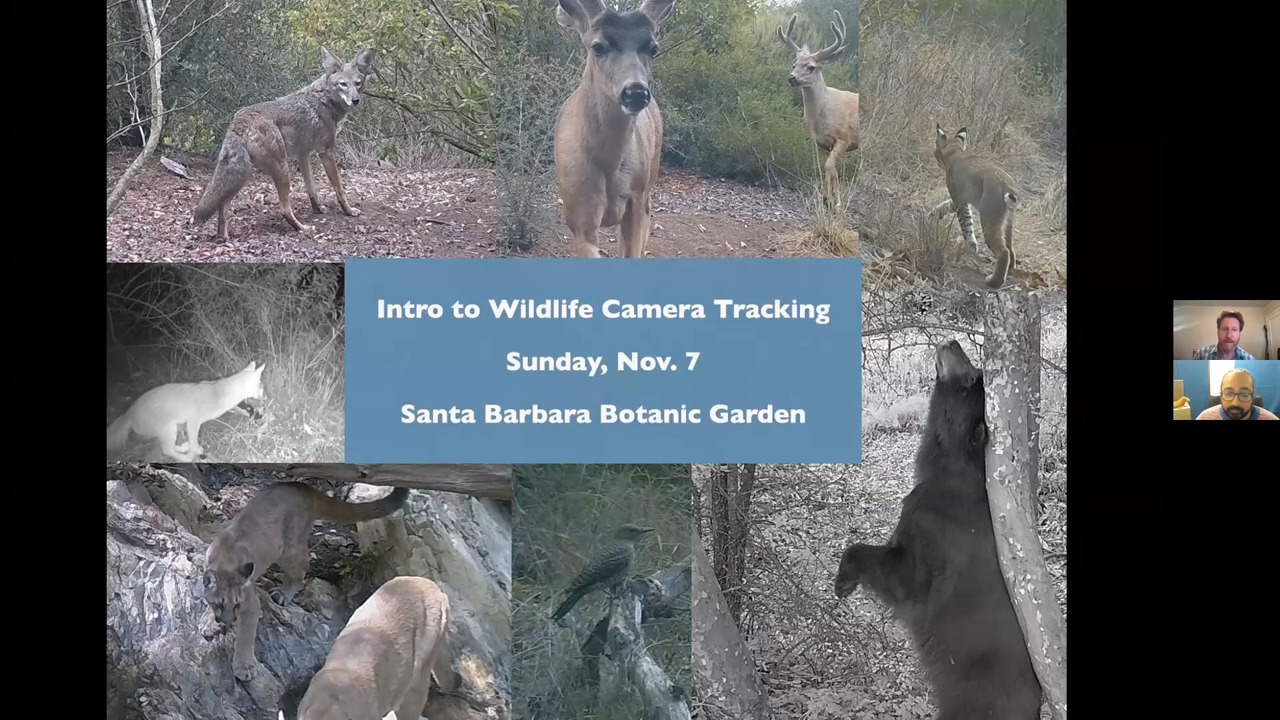 Intro to Wildlife Camera Tracking
Sunday, Nov. 7
Santa Barbara Botanic Garden